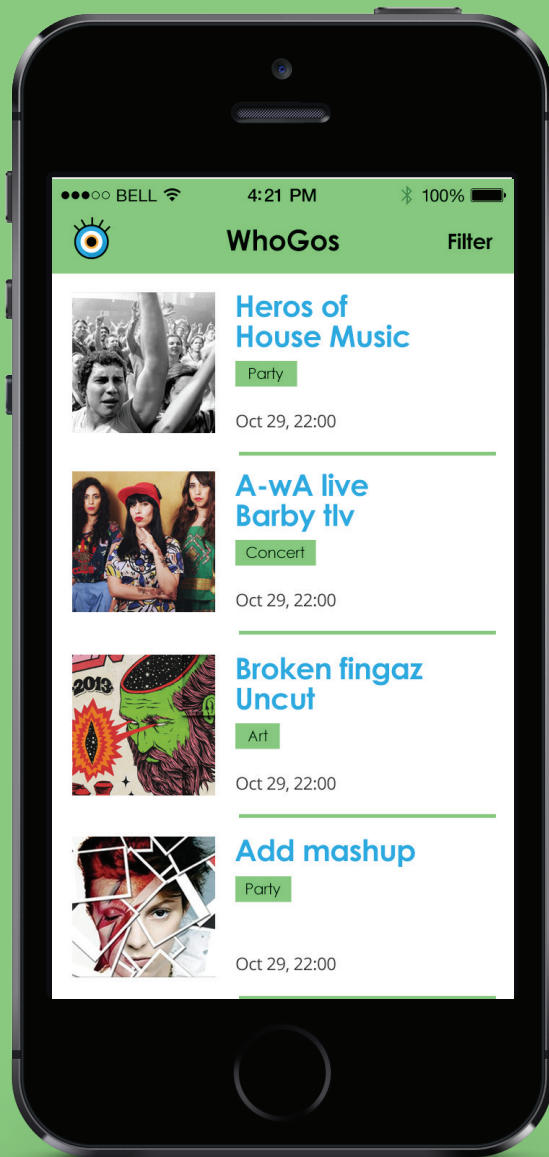 BELL 4:21 PM 100%
WhoGos Filter
Heros of
House Music
Party
Oct 29, 22:00
A-wA live
Barby tlv
Concert
Oct 29, 22:00
2013
Broken fingaz
Uncut
Art
Oct 29, 22:00
Add mashup
Party
Oct 29, 22:00